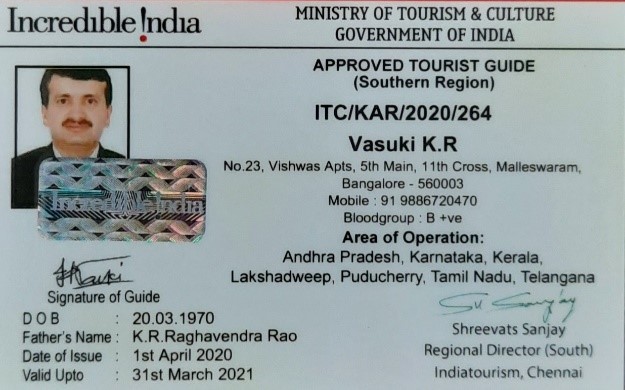 Incredible !ndia
MINISTRY OF TOURISM & CULTURE
GOVERNMENT OF INDIA
APPROVED TOURIST GUIDE
(Southern Region)
ITC/KAR/2020/264
Vasuki K.R
No.23, Vishwas Apts, 5th Main, 11th Cross, Malleswaram,
Bangalore - 560003
Mobile : 91 9886720470
Bloodgroup : B +ve
Area of Operation:
Andhra Pradesh, Karnataka, Kerala,
Lakshadweep, Puducherry, Tamil Nadu, Telangana
Incredible India
Signature of Guide
D O B : 20.03.1970
Father's Name : K.R.Raghavendra Rao
Date of Issue : 1st April 2020
Valid Upto : 31st March 2021
Shreevats Sanjay
Regional Director (South)
Indiatourism, Chennai